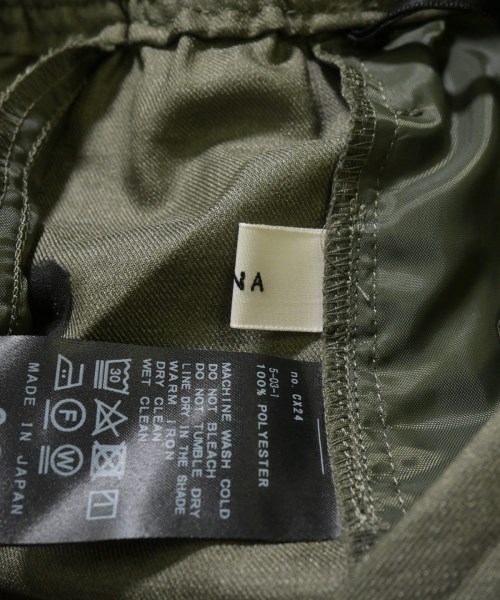 NA
no. CX24
5-03-1
100% POLYESTER
MACHINE WASH COLD
DO NOT BLEACH
DO NOT TUMBLE DRY
LINE DRY IN THE SHADE
WARM IRON
DRY CLEAN
WET CLEAN
30
F
W
MADE IN JAPAN